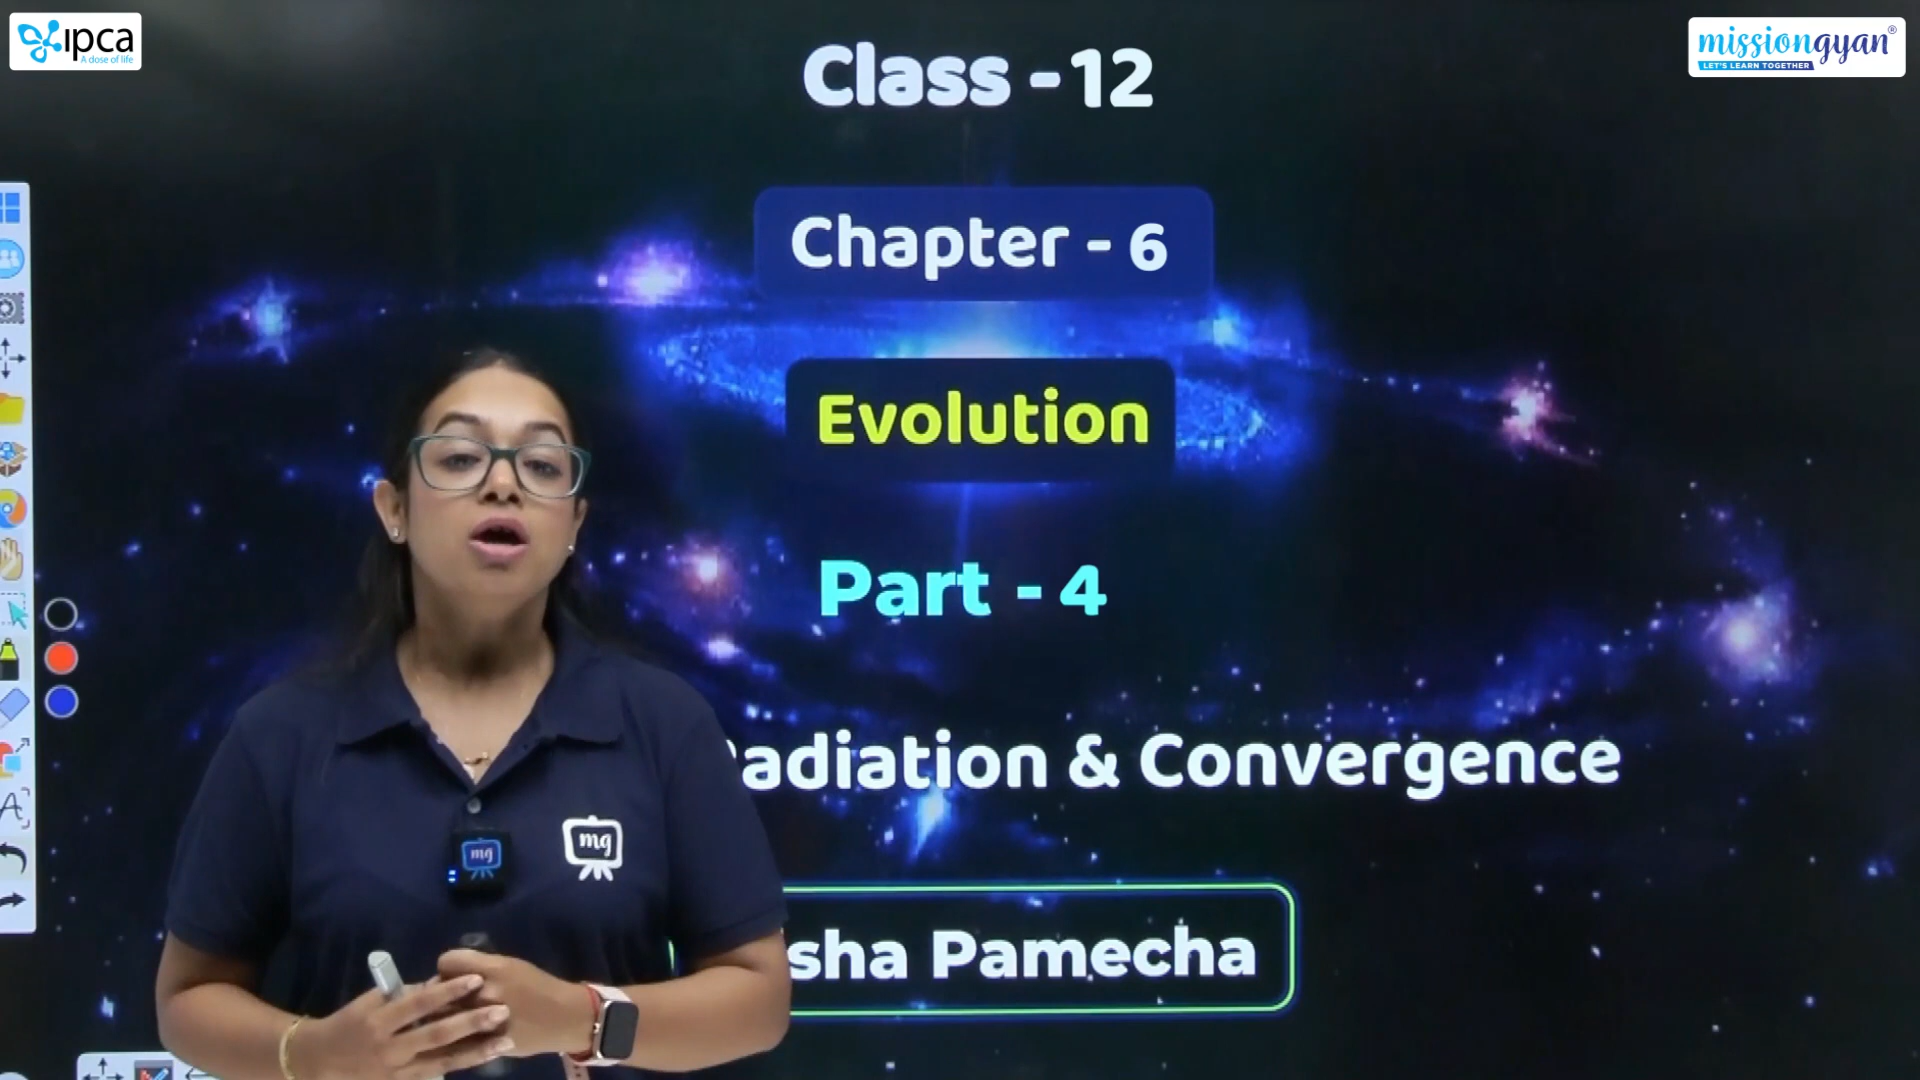 ipca
A dose of life
missiongyan®
LET'S LEARN TOGETHER
Class - 12
Chapter - 6
Evolution
Part - 4
adiation & Convergence
sha Pamecha
mg
mg